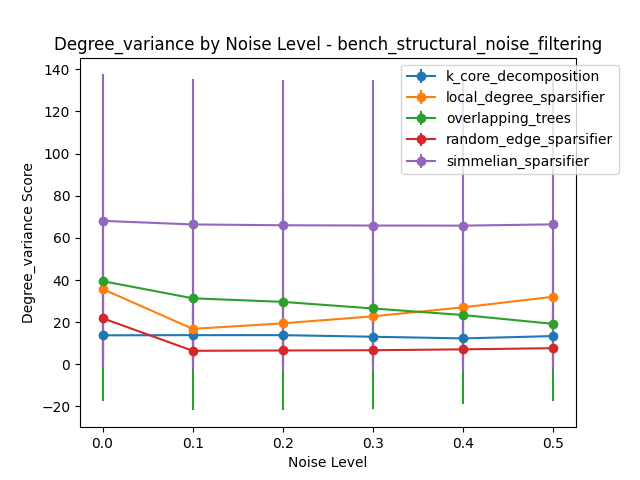 Degree_variance by Noise Level - bench_structural_noise_filtering
Degree_variance Score
140
120
100
80
60
40
20
0
−20
0.0
0.1
0.2
0.3
0.4
0.5
Noise Level
k_core_decomposition
local_degree_sparsifier
overlapping_trees
random_edge_sparsifier
simmelian_sparsifier